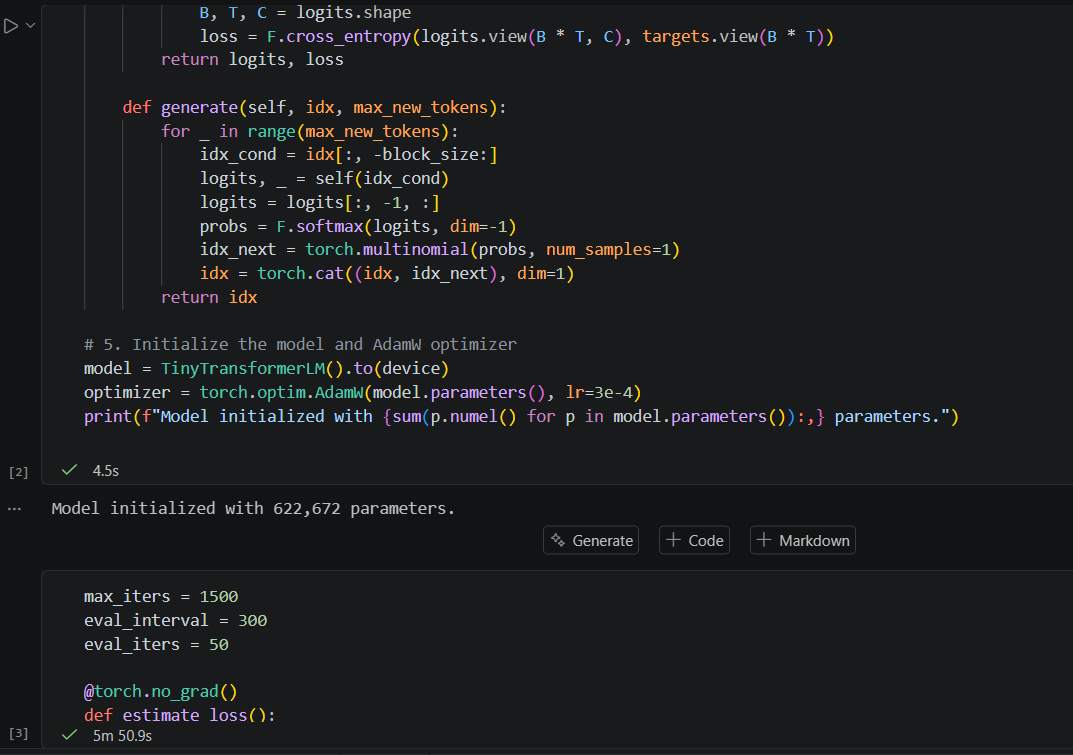 B, T, C = logits.shape
loss = F.cross_entropy(logits.view(B * T, C), targets.view(B * T))
return logits, loss
def generate(self, idx, max_new_tokens):
for _ in range(max_new_tokens):
idx_cond = idx[:, -block_size:]
logits, _ = self(idx_cond)
logits = logits[:, -1, :]
probs = F.softmax(logits, dim=-1)
idx_next = torch.multinomial(probs, num_samples=1)
idx = torch.cat((idx, idx_next), dim=1)
return idx
# 5. Initialize the model and AdamW optimizer
model = TinyTransformerLM().to(device)
optimizer = torch.optim.AdamW(model.parameters(), lr=3e-4)
print(f"Model initialized with {sum(p.numel() for p in model.parameters()):,} parameters.")
[2] 4.5s
... Model initialized with 622,672 parameters.
Generate + Code + Markdown
max_iters = 1500
eval_interval = 300
eval_iters = 50
@torch.no_grad()
def estimate_loss():
[3] 5m 50.9s